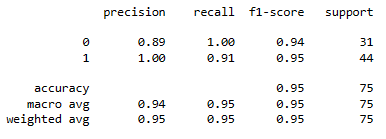 precision recall f1-score support
0 0.89 1.00 0.94 31
1 1.00 0.91 0.95 44
accuracy 0.95 75
macro avg 0.94 0.95 0.95 75
weighted avg 0.95 0.95 0.95 75